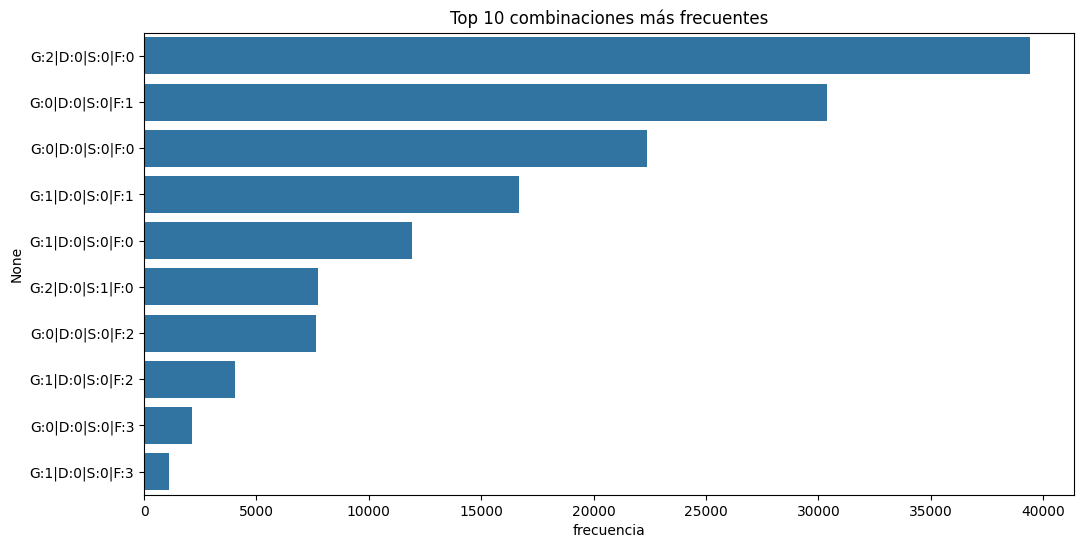 Top 10 combinaciones más frecuentes
G:2|D:0|S:0|F:0
G:0|D:0|S:0|F:1
G:0|D:0|S:0|F:0
G:1|D:0|S:0|F:1
G:1|D:0|S:0|F:0
G:2|D:0|S:1|F:0
G:0|D:0|S:0|F:2
G:1|D:0|S:0|F:2
G:0|D:0|S:0|F:3
G:1|D:0|S:0|F:3
None
0 5000 10000 15000 20000 25000 30000 35000 40000
frecuencia